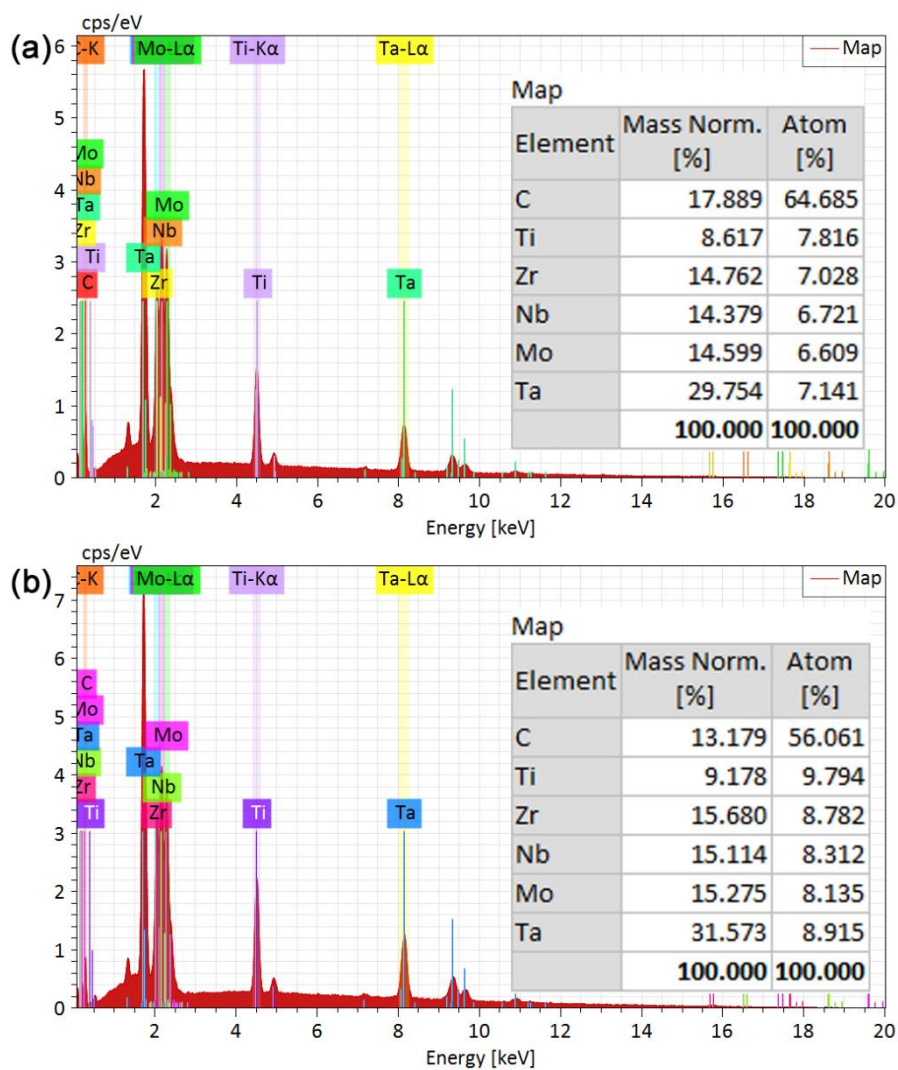 (a)
cps/eV
C-K Mo-Lα Ti-Kα Ta-Lα Map
6
5
4
3
2
1
0
Mo
Nb
Ta
Zr
Ti
C
Mo
Nb
Ta
Zr
Ti
Ta
Map
Element Mass Norm. [%] Atom [%]
C 17.889 64.685
Ti 8.617 7.816
Zr 14.762 7.028
Nb 14.379 6.721
Mo 14.599 6.609
Ta 29.754 7.141
100.000 100.000
2 4 6 8 10 12 14 16 18 20
Energy [keV]
(b)
cps/eV
C-K Mo-Lα Ti-Kα Ta-Lα Map
7
6
5
4
3
2
1
0
C
Mo
Ta
Nb
Zr
Ti
Mo
Ta
Nb
Zr
Ti
Ta
Map
Element Mass Norm. [%] Atom [%]
C 13.179 56.061
Ti 9.178 9.794
Zr 15.680 8.782
Nb 15.114 8.312
Mo 15.275 8.135
Ta 31.573 8.915
100.000 100.000
2 4 6 8 10 12 14 16 18 20
Energy [keV]